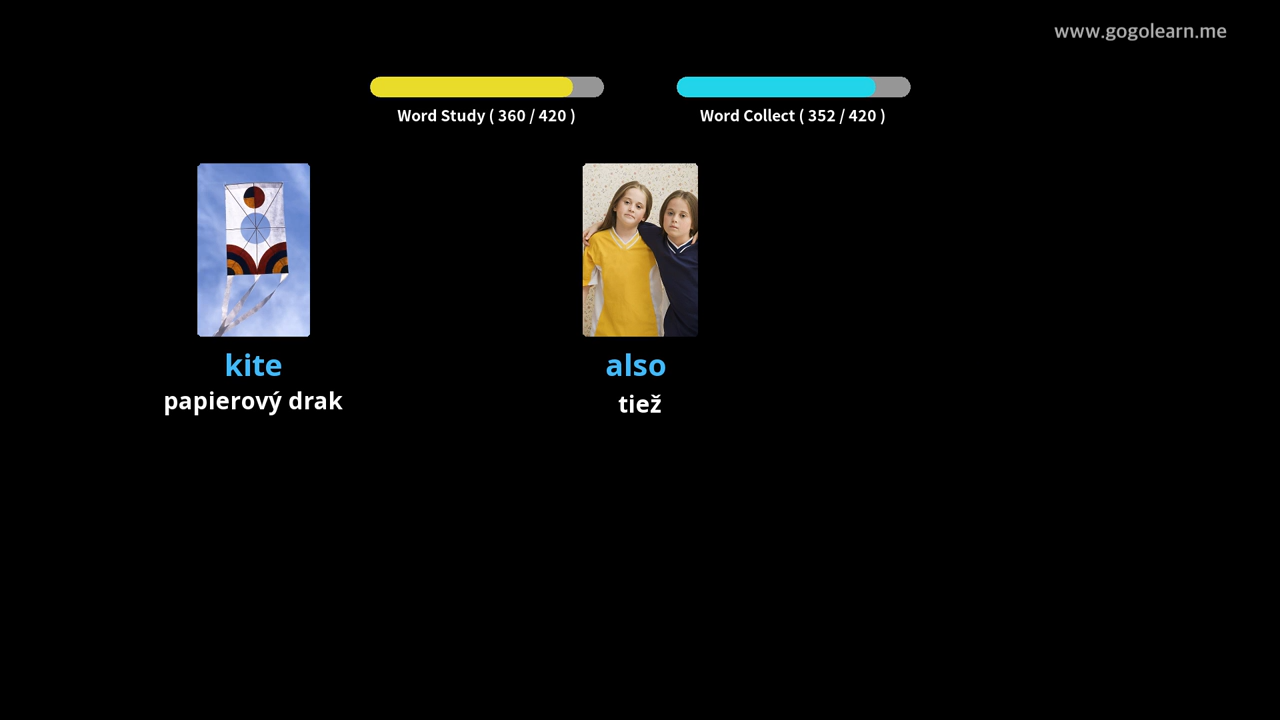 www.gogolearn.me
Word Study ( 360 / 420 )
Word Collect ( 352 / 420 )
kite
also
papierový drak
tiež